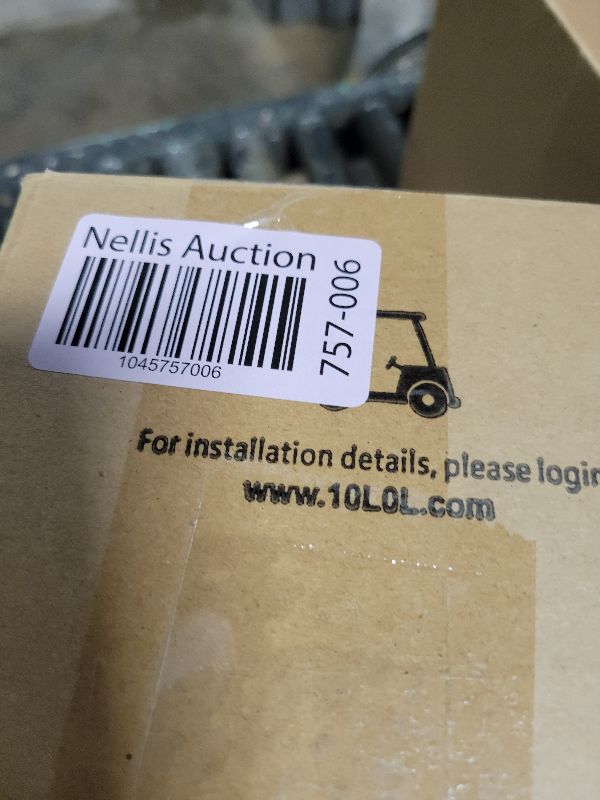 Nellis Auction
1045757006
757-006
For installation details, please login
www.10L0L.com